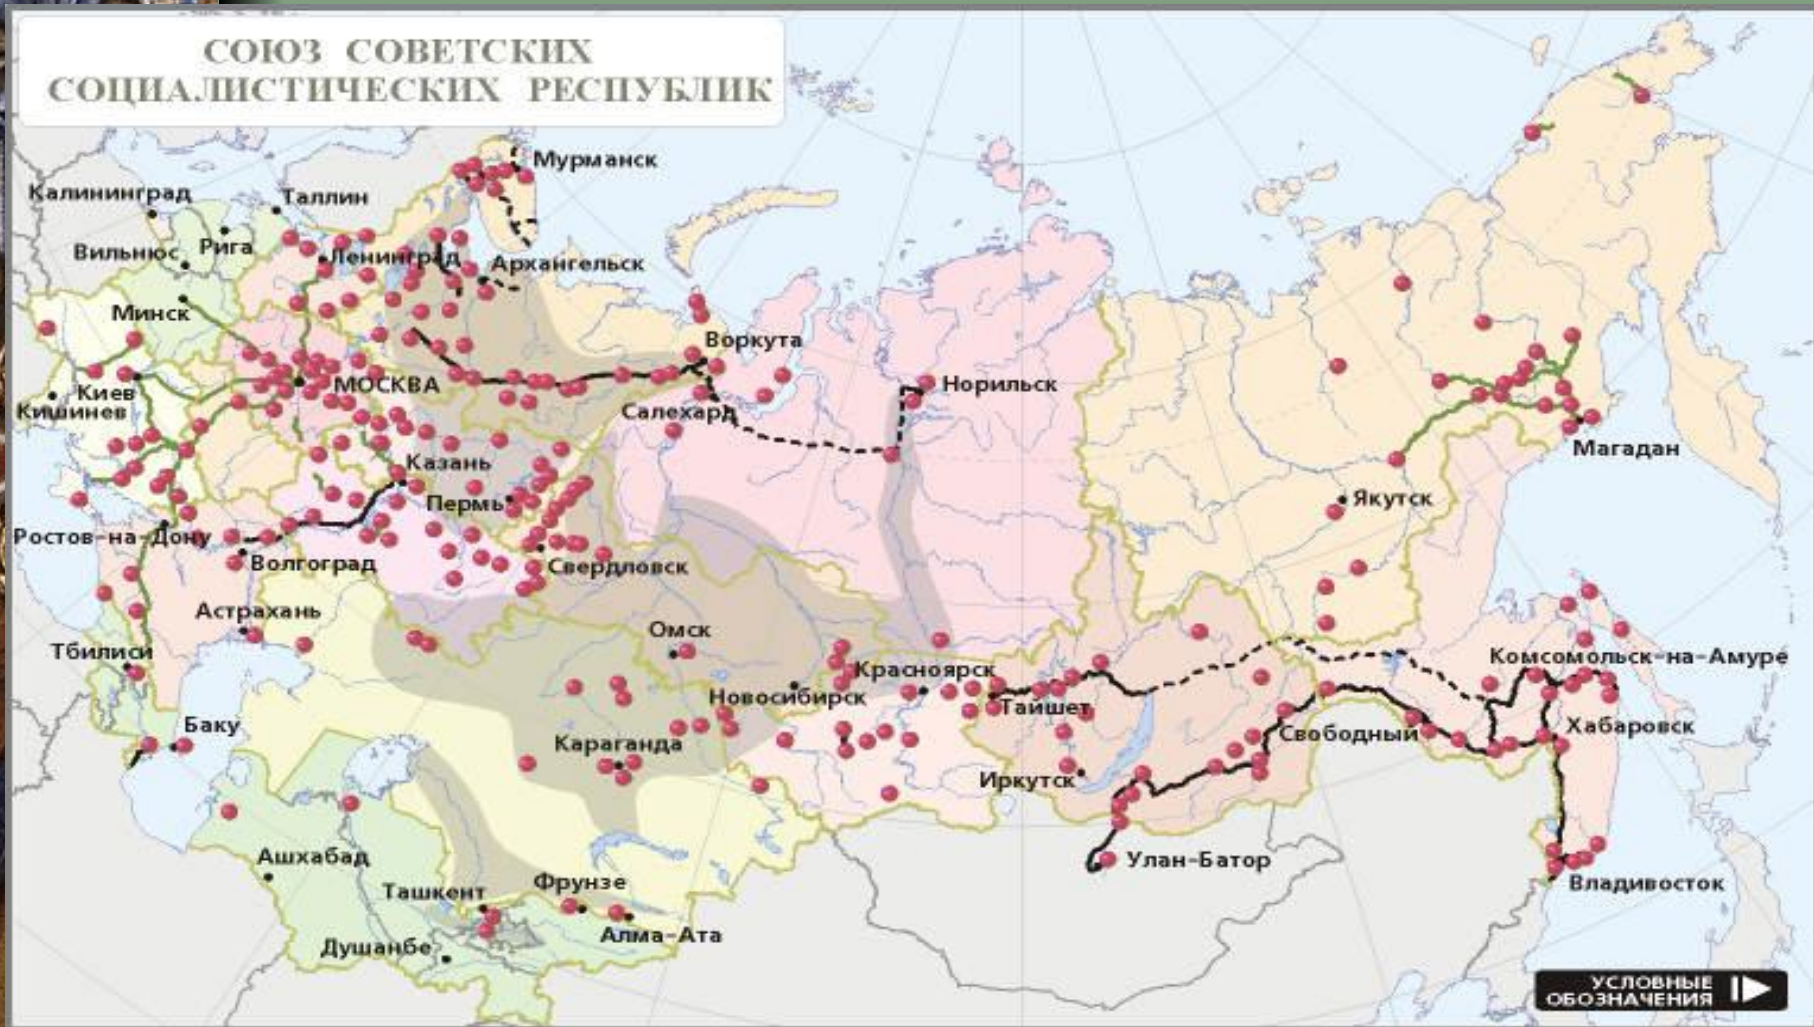 СОЮЗ СОВЕТСКИХ
СОЦИАЛИСТИЧЕСКИХ РЕСПУБЛИК
Мурманск
Калининград
Таллин
Вильнюс
Рига
Ленинград
Архангельск
Минск
Воркута
Киев
МОСКВА
Кишинев
Салехард
Норильск
Магадан
Казань
Пермь
Якутск
Ростов-на-Дону
Волгоград
Свердловск
Астрахань
Омск
Тбилиси
Красноярск
Комсомольск-на-Амуре
Новосибирск
Тайшет
Баку
Караганда
Свободный
Хабаровск
Иркутск
Ашхабад
Улан-Батор
Ташкент
Фрунзе
Владивосток
Душанбе
Алма-Ата
УСЛОВНЫЕ
ОБОЗНАЧЕНИЯ